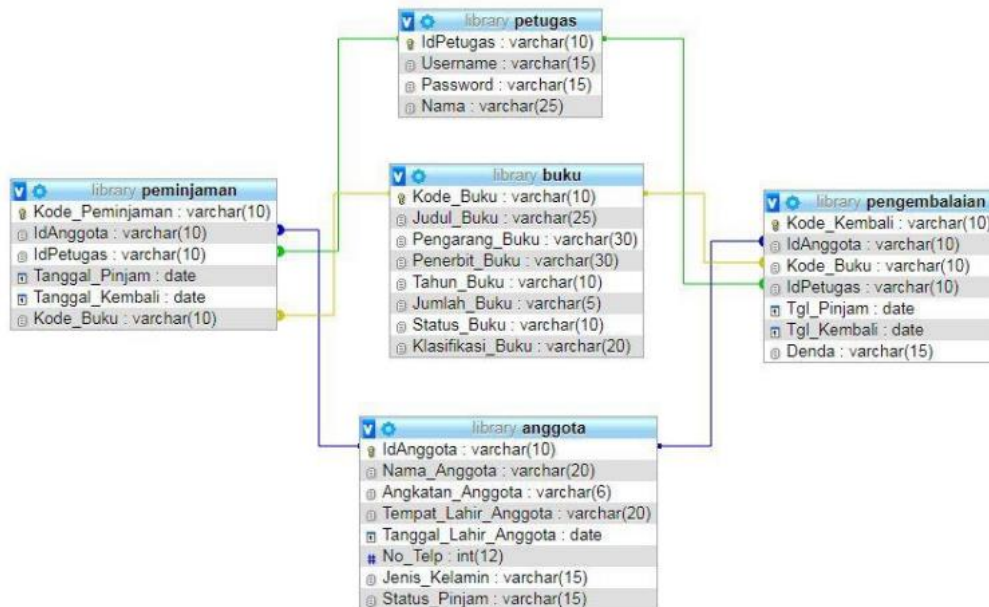 library petugas
IdPetugas : varchar(10)
Username : varchar(15)
Password : varchar(15)
Nama : varchar(25)
library peminjaman
Kode_Peminjaman : varchar(10)
IdAnggota : varchar(10)
IdPetugas : varchar(10)
Tanggal_Pinjam : date
Tanggal_Kembali : date
Kode_Buku : varchar(10)
library buku
Kode_Buku : varchar(10)
Judul_Buku : varchar(25)
Pengarang_Buku : varchar(30)
Penerbit_Buku : varchar(30)
Tahun_Buku : varchar(10)
Jumlah_Buku : varchar(5)
Status_Buku : varchar(10)
Klasifikasi_Buku : varchar(20)
library pengembalaian
Kode_Kembali : varchar(10)
IdAnggota : varchar(10)
Kode_Buku : varchar(10)
IdPetugas : varchar(10)
Tgl_Pinjam : date
Tgl_Kembali : date
Denda : varchar(15)
library anggota
IdAnggota : varchar(10)
Nama_Anggota : varchar(20)
Angkatan_Anggota : varchar(6)
Tempat_Lahir_Anggota : varchar(20)
Tanggal_Lahir_Anggota : date
# No_Telp : int(12)
Jenis_Kelamin : varchar(15)
Status_Pinjam : varchar(15)